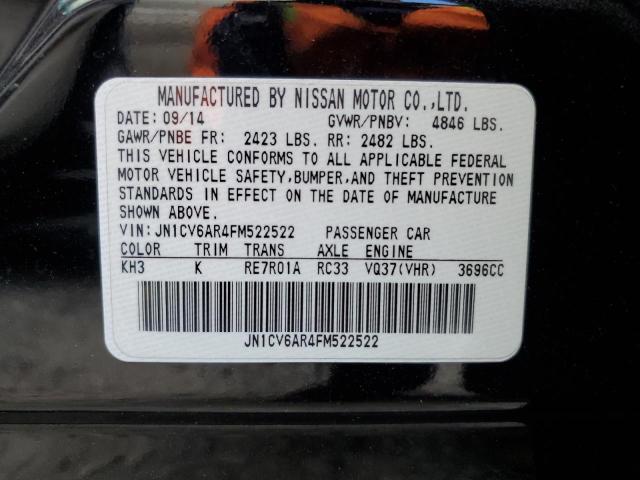 MANUFACTURED BY NISSAN MOTOR CO.,LTD.
DATE: 09/14 GVWR/PNBV: 4846 LBS.
GAWR/PNBE FR: 2423 LBS. RR: 2482 LBS.
THIS VEHICLE CONFORMS TO ALL APPLICABLE FEDERAL
MOTOR VEHICLE SAFETY,BUMPER,AND THEFT PREVENTION
STANDARDS IN EFFECT ON THE DATE OF MANUFACTURE
SHOWN ABOVE.
VIN:JN1CV6AR4FM522522 PASSENGER CAR
COLOR TRIM TRANS AXLE ENGINE
KH3 K RE7R01A RC33 VQ37(VHR) 3696CC
JN1CV6AR4FM522522